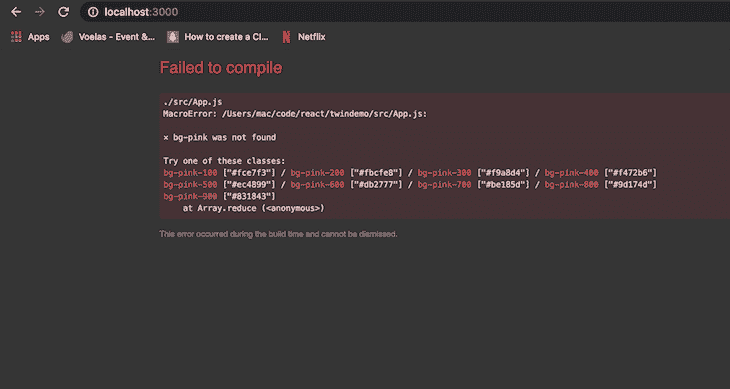 localhost:3000
Apps Voelas - Event &... How to create a Cl... Netflix
Failed to compile
./src/App.js
MacroError: /Users/mac/code/react/twindemo/src/App.js:
× bg-pink was not found
Try one of these classes:
bg-pink-100 ["#fce7f3"] / bg-pink-200 ["#fbcfe8"] / bg-pink-300 ["#f9a8d4"] / bg-pink-400 ["#f472b6"]
bg-pink-500 ["#ec4899"] / bg-pink-600 ["#db2777"] / bg-pink-700 ["#be185d"] / bg-pink-800 ["#9d174d"]
bg-pink-900 ["#831843"]
at Array.reduce (<anonymous>)
This error occurred during the build time and cannot be dismissed.